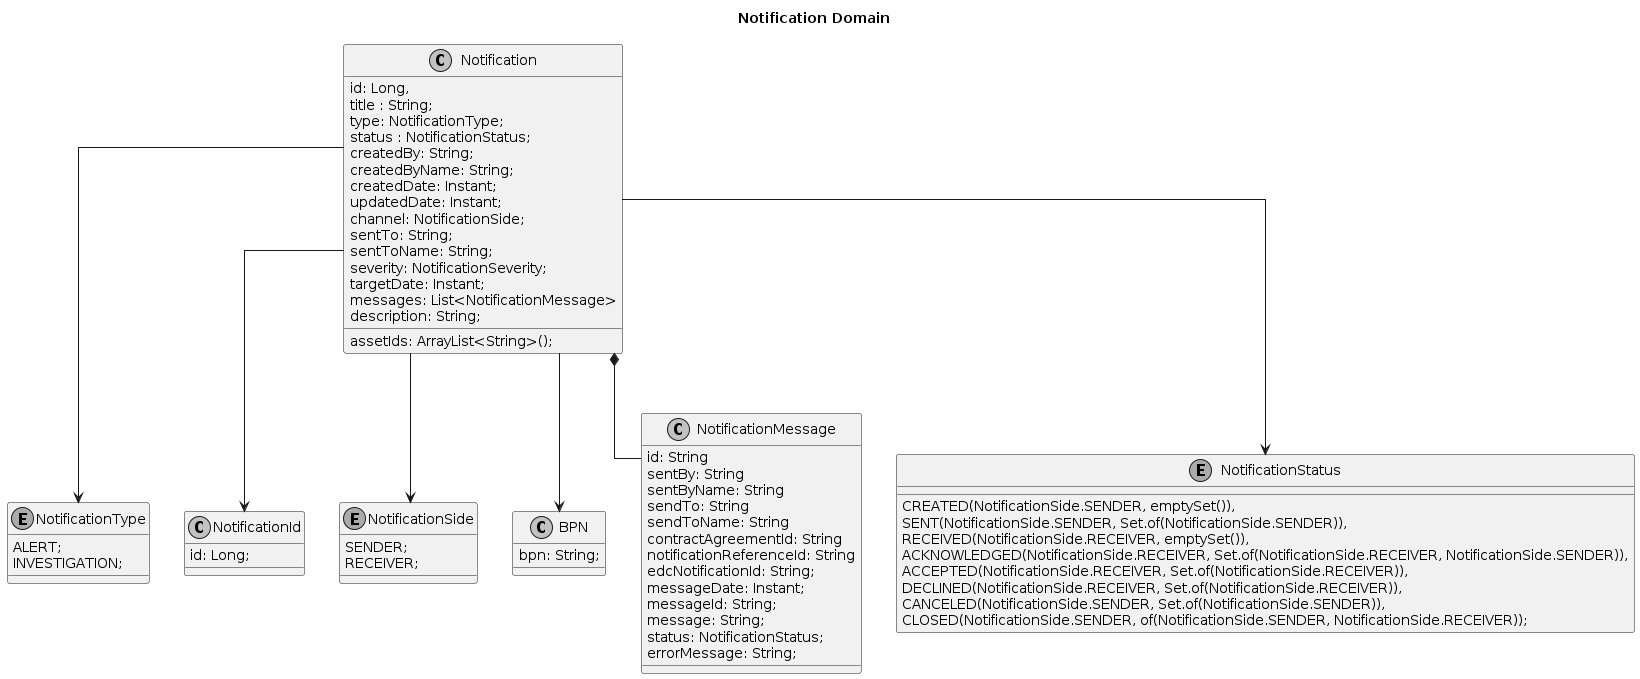 Notification Domain
C Notification
id: Long,
title : String;
type: NotificationType;
status : NotificationStatus;
createdBy: String;
createdByName: String;
createdDate: Instant;
updatedDate: Instant;
channel: NotificationSide;
sentTo: String;
sentToName: String;
severity: NotificationSeverity;
targetDate: Instant;
messages: List<NotificationMessage>
description: String;
assetIds: ArrayList<String>();
E NotificationType
ALERT;
INVESTIGATION;
C NotificationId
id: Long;
E NotificationSide
SENDER;
RECEIVER;
C BPN
bpn: String;
C NotificationMessage
id: String
sentBy: String
sentByName: String
sendTo: String
sendToName: String
contractAgreementId: String
notificationReferenceId: String
edcNotificationId: String;
messageDate: Instant;
messageId: String;
message: String;
status: NotificationStatus;
errorMessage: String;
E NotificationStatus
CREATED(NotificationSide.SENDER, emptySet()),
SENT(NotificationSide.SENDER, Set.of(NotificationSide.SENDER)),
RECEIVED(NotificationSide.RECEIVER, emptySet()),
ACKNOWLEDGED(NotificationSide.RECEIVER, Set.of(NotificationSide.RECEIVER, NotificationSide.SENDER)),
ACCEPTED(NotificationSide.RECEIVER, Set.of(NotificationSide.RECEIVER)),
DECLINED(NotificationSide.RECEIVER, Set.of(NotificationSide.RECEIVER)),
CANCELED(NotificationSide.SENDER, Set.of(NotificationSide.SENDER)),
CLOSED(NotificationSide.SENDER, of(NotificationSide.SENDER, NotificationSide.RECEIVER));